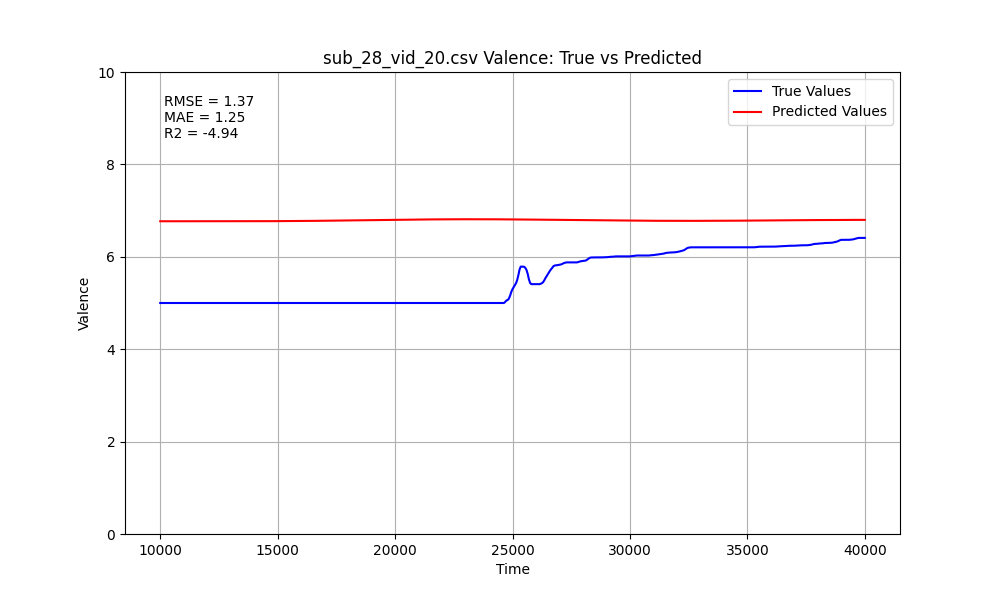 sub_28_vid_20.csv Valence: True vs Predicted
RMSE = 1.37
MAE = 1.25
R2 = -4.94
True Values
Predicted Values
10
8
6
4
2
0
Valence
10000 15000 20000 25000 30000 35000 40000
Time